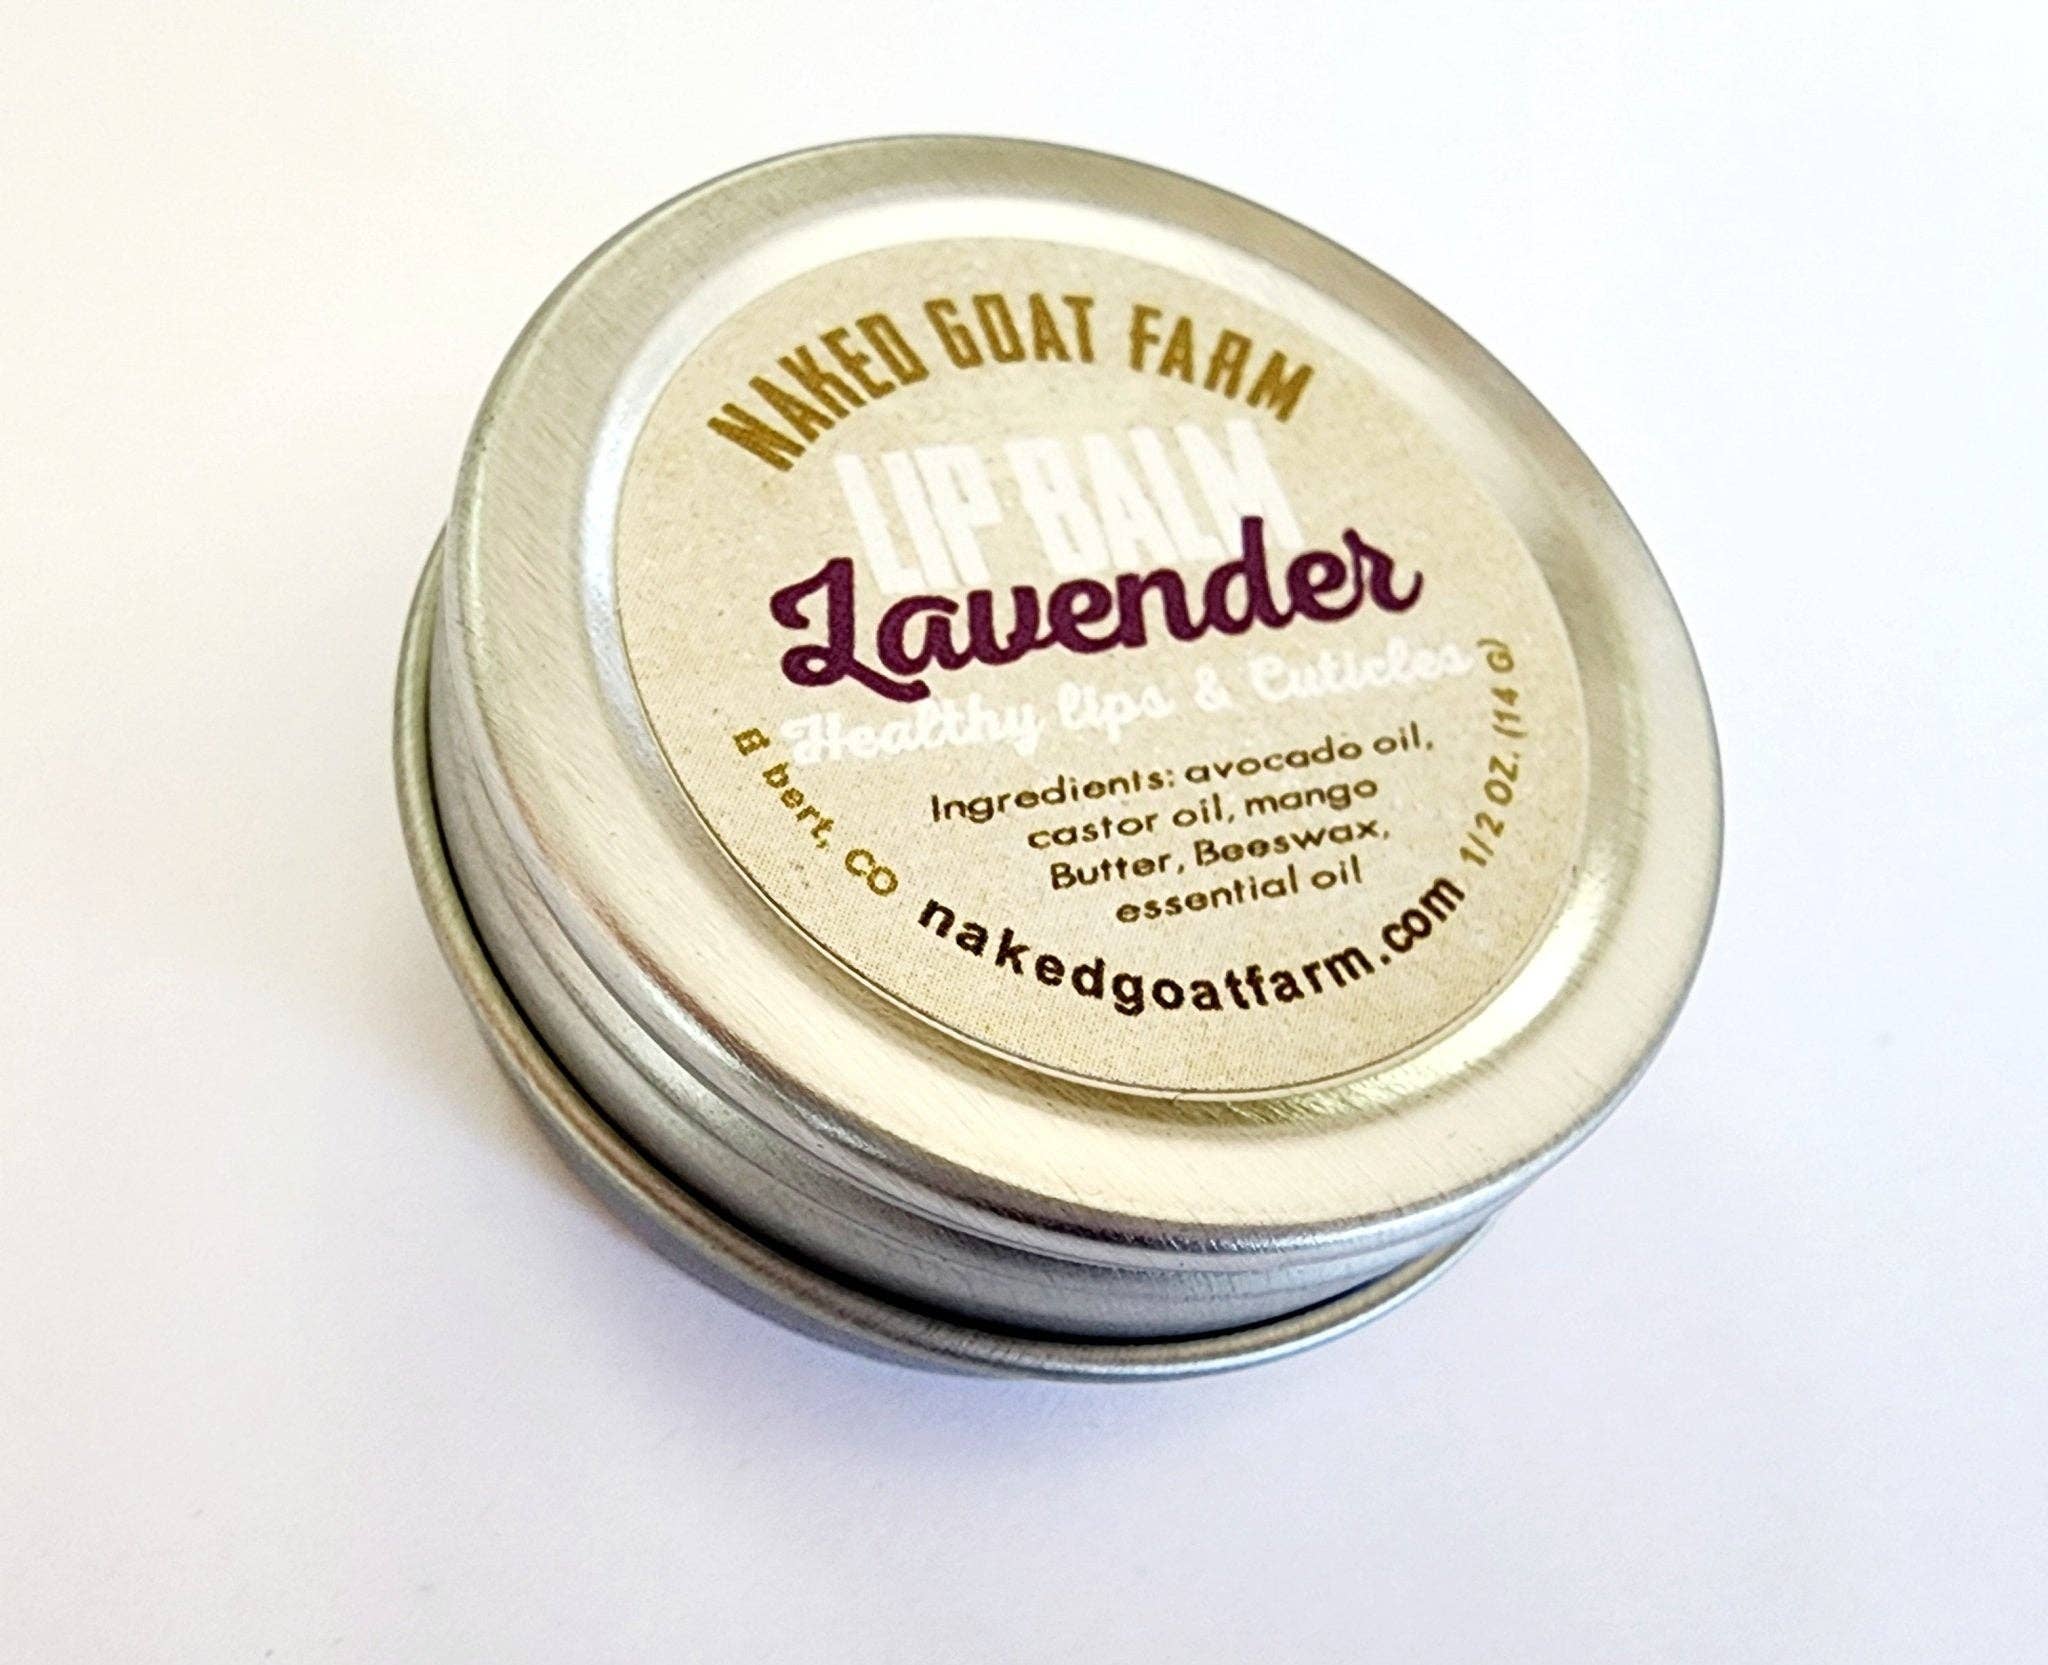 NAKED GOAT FARM
LIP BALM
Lavender
Healthy lips & Cuticles
Ingredients: avocado oil,
castor oil, mango
Butter, Beeswax,
essential oil
CO
nakedgoatfarm.com
1/2 OZ. (14 G)